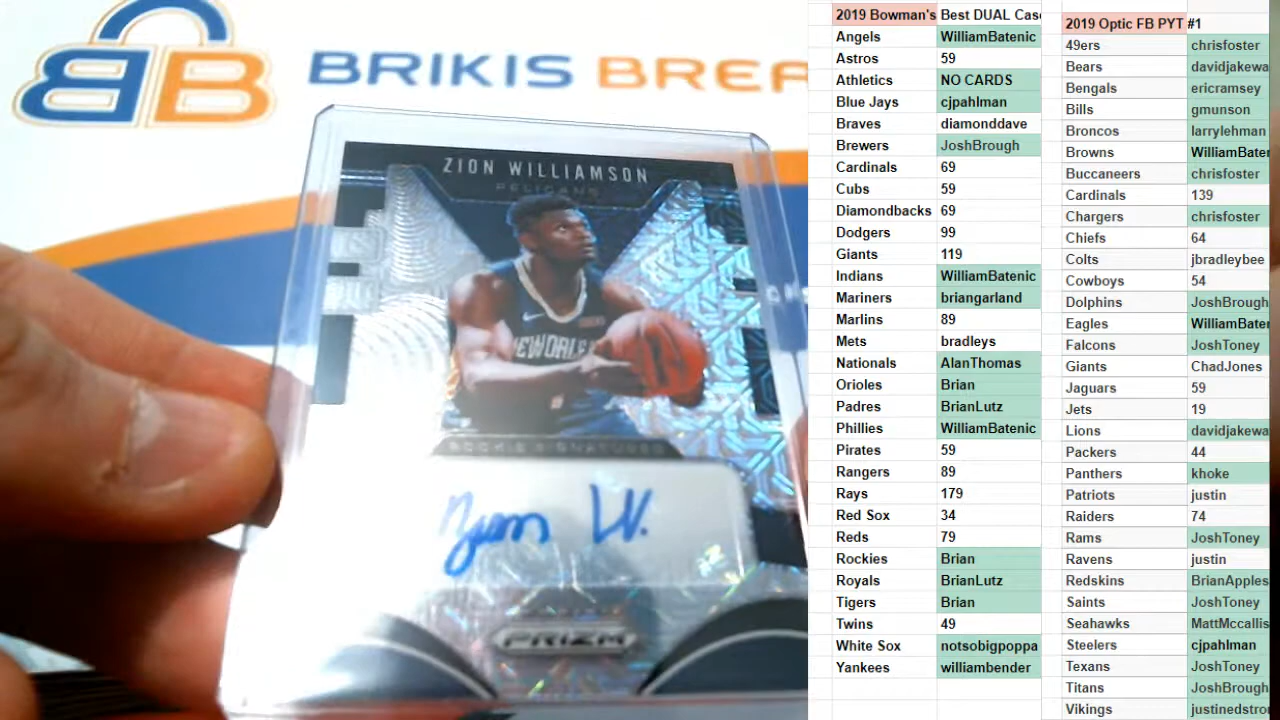 BRIKIS BREA
ZION WILLIAMSON
PELICANS
NEW ORLE
ROOKIE SIGNATURES
Zion W.
PRIZM
2019 Bowman's Best DUAL Case
Angels WilliamBatenic
Astros 59
Athletics NO CARDS
Blue Jays cjpahlman
Braves diamonddave
Brewers JoshBrough
Cardinals 69
Cubs 59
Diamondbacks 69
Dodgers 99
Giants 119
Indians WilliamBatenic
Mariners briangarland
Marlins 89
Mets bradleys
Nationals AlanThomas
Orioles Brian
Padres BrianLutz
Phillies WilliamBatenic
Pirates 59
Rangers 89
Rays 179
Red Sox 34
Reds 79
Rockies Brian
Royals BrianLutz
Tigers Brian
Twins 49
White Sox notsobigpoppa
Yankees williambender
2019 Optic FB PYT #1
49ers chrisfoster
Bears davidjakewa
Bengals ericramsey
Bills gmunson
Broncos larrylehman
Browns WilliamBaten
Buccaneers chrisfoster
Cardinals 139
Chargers chrisfoster
Chiefs 64
Colts jbradleybee
Cowboys 54
Dolphins JoshBrough
Eagles WilliamBaten
Falcons JoshToney
Giants ChadJones
Jaguars 59
Jets 19
Lions davidjakewa
Packers 44
Panthers khoke
Patriots justin
Raiders 74
Rams JoshToney
Ravens justin
Redskins BrianApples
Saints JoshToney
Seahawks MattMccallis
Steelers cjpahlman
Texans JoshToney
Titans JoshBrough
Vikings justinedstro